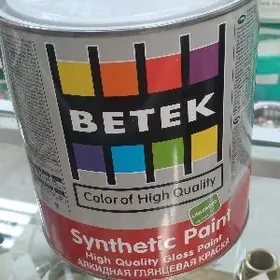 BETEK
Color of High Quality
Synthetic Paint
High Quality Gloss Paint
АЛКИДНАЯ ГЛЯНЦЕВАЯ КРАСКА